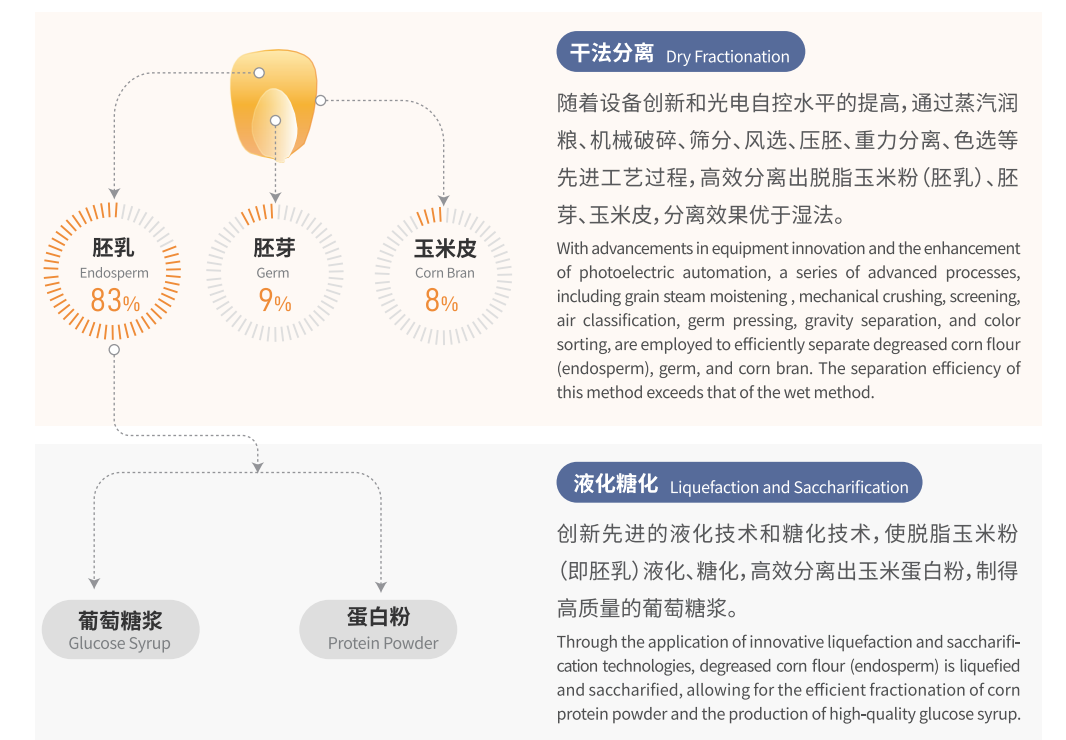 干法分离 Dry Fractionation
随着设备创新和光电自控水平的提高，通过蒸汽润
粮、机械破碎、筛分、风选、压胚、重力分离、色选等
先进工艺过程，高效分离出脱脂玉米粉（胚乳）、胚
芽、玉米皮，分离效果优于湿法。
With advancements in equipment innovation and the enhancement
of photoelectric automation, a series of advanced processes,
including grain steam moistening , mechanical crushing, screening,
air classification, germ pressing, gravity separation, and color
sorting, are employed to efficiently separate degreased corn flour
(endosperm), germ, and corn bran. The separation efficiency of
this method exceeds that of the wet method.
胚乳
Endosperm
83%
胚芽
Germ
9%
玉米皮
Corn Bran
8%
液化糖化 Liquefaction and Saccharification
创新先进的液化技术和糖化技术，使脱脂玉米粉
（即胚乳）液化、糖化，高效分离出玉米蛋白粉，制得
高质量的葡萄糖浆。
Through the application of innovative liquefaction and saccharifi-
cation technologies, degreased corn flour (endosperm) is liquefied
and saccharified, allowing for the efficient fractionation of corn
protein powder and the production of high-quality glucose syrup.
葡萄糖浆
Glucose Syrup
蛋白粉
Protein Powder